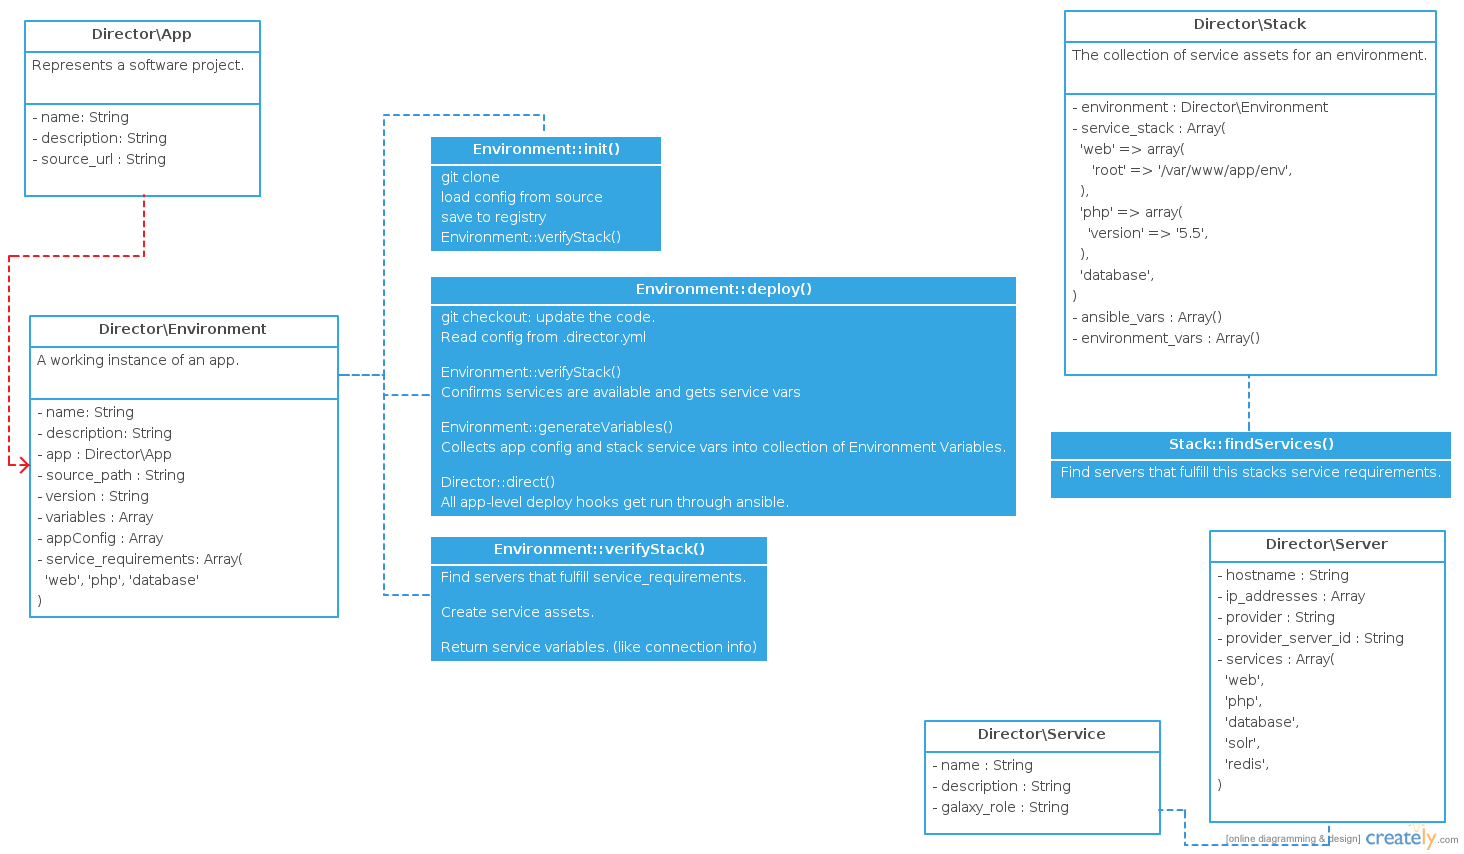 Director\App
Represents a software project.
- name: String
- description: String
- source_url : String
Director\Environment
A working instance of an app.
- name: String
- description: String
- app : Director\App
- source_path : String
- version : String
- variables : Array
- appConfig : Array
- service_requirements: Array(
'web', 'php', 'database'
)
Environment::init()
git clone
load config from source
save to registry
Environment::verifyStack()
Environment::deploy()
git checkout: update the code.
Read config from .director.yml
Environment::verifyStack()
Confirms services are available and gets service vars
Environment::generateVariables()
Collects app config and stack service vars into collection of Environment Variables.
Director::direct()
All app-level deploy hooks get run through ansible.
Environment::verifyStack()
Find servers that fulfill service_requirements.
Create service assets.
Return service variables. (like connection info)
Director\Stack
The collection of service assets for an environment.
- environment : Director\Environment
- service_stack : Array(
'web' => array(
'root' => '/var/www/app/env',
),
'php' => array(
'version' => '5.5',
),
'database',
)
- ansible_vars : Array()
- environment_vars : Array()
Stack::findServices()
Find servers that fulfill this stacks service requirements.
Director\Server
- hostname : String
- ip_addresses : Array
- provider : String
- provider_server_id : String
- services : Array(
'web',
'php',
'database',
'solr',
'redis',
)
Director\Service
- name : String
- description : String
- galaxy_role : String
[online diagramming & design] creately.com